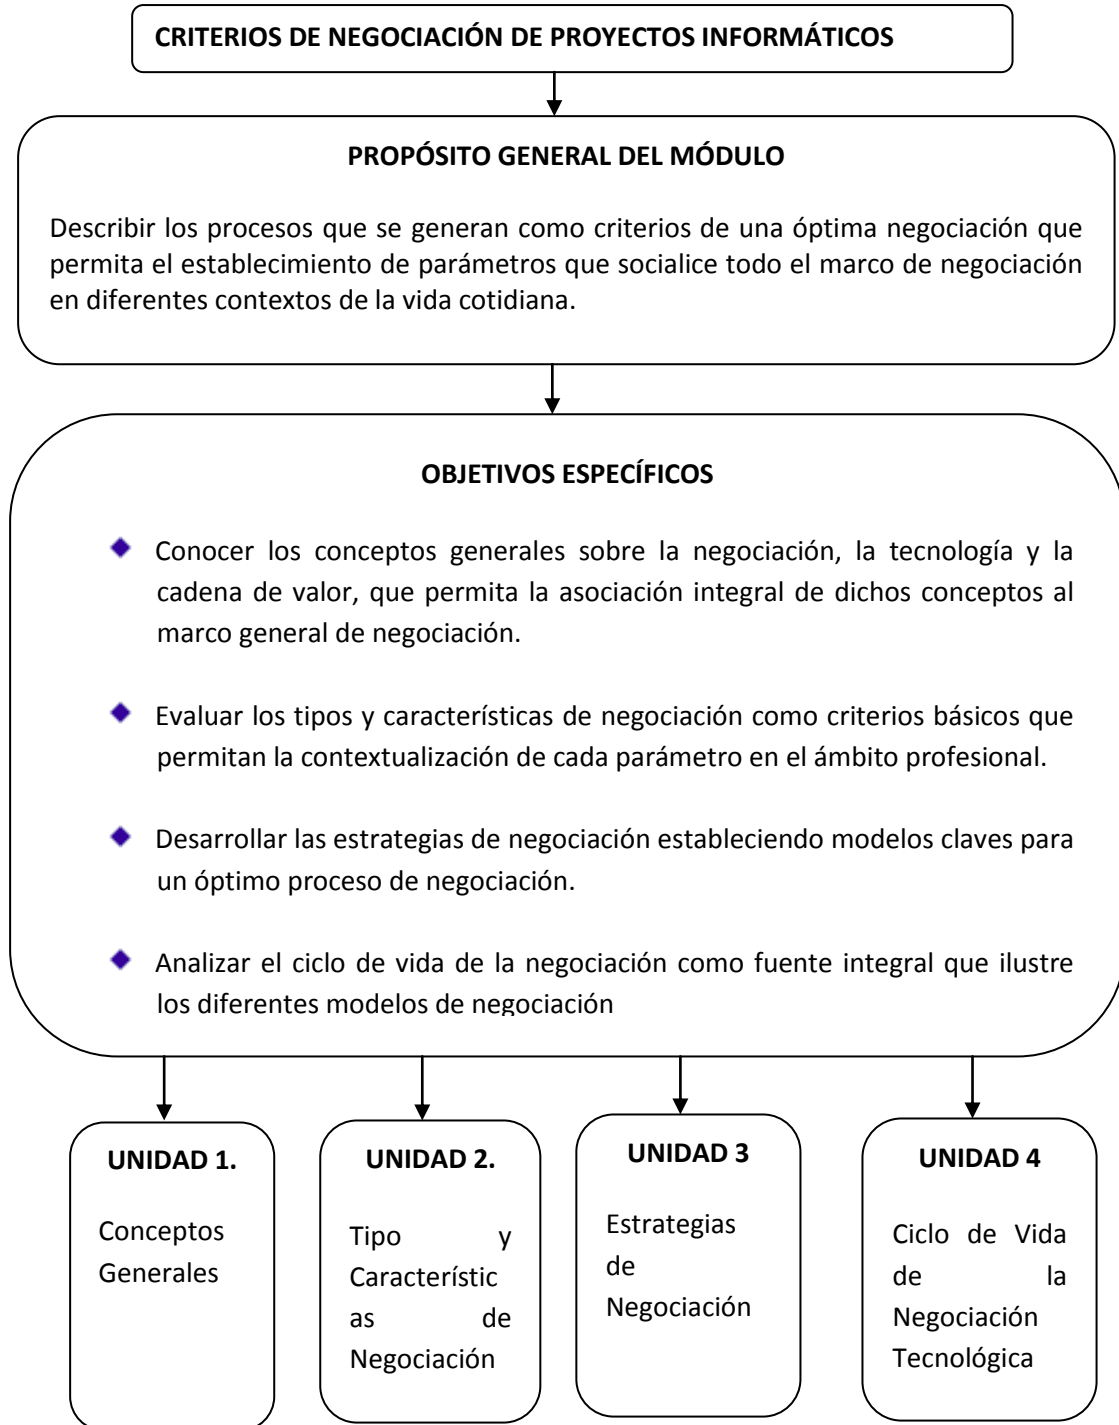 CRITERIOS DE NEGOCIACIÓN DE PROYECTOS INFORMÁTICOS
PROPÓSITO GENERAL DEL MÓDULO
Describir los procesos que se generan como criterios de una óptima negociación que
permita el establecimiento de parámetros que socialice todo el marco de negociación
en diferentes contextos de la vida cotidiana.
OBJETIVOS ESPECÍFICOS
Conocer los conceptos generales sobre la negociación, la tecnología y la
cadena de valor, que permita la asociación integral de dichos conceptos al
marco general de negociación.
Evaluar los tipos y características de negociación como criterios básicos que
permitan la contextualización de cada parámetro en el ámbito profesional.
Desarrollar las estrategias de negociación estableciendo modelos claves para
un óptimo proceso de negociación.
Analizar el ciclo de vida de la negociación como fuente integral que ilustre
los diferentes modelos de negociación
UNIDAD 1.
Conceptos
Generales
UNIDAD 2.
Tipo y
Característic
as de
Negociación
UNIDAD 3
Estrategias
de
Negociación
UNIDAD 4
Ciclo de Vida
de la
Negociación
Tecnológica